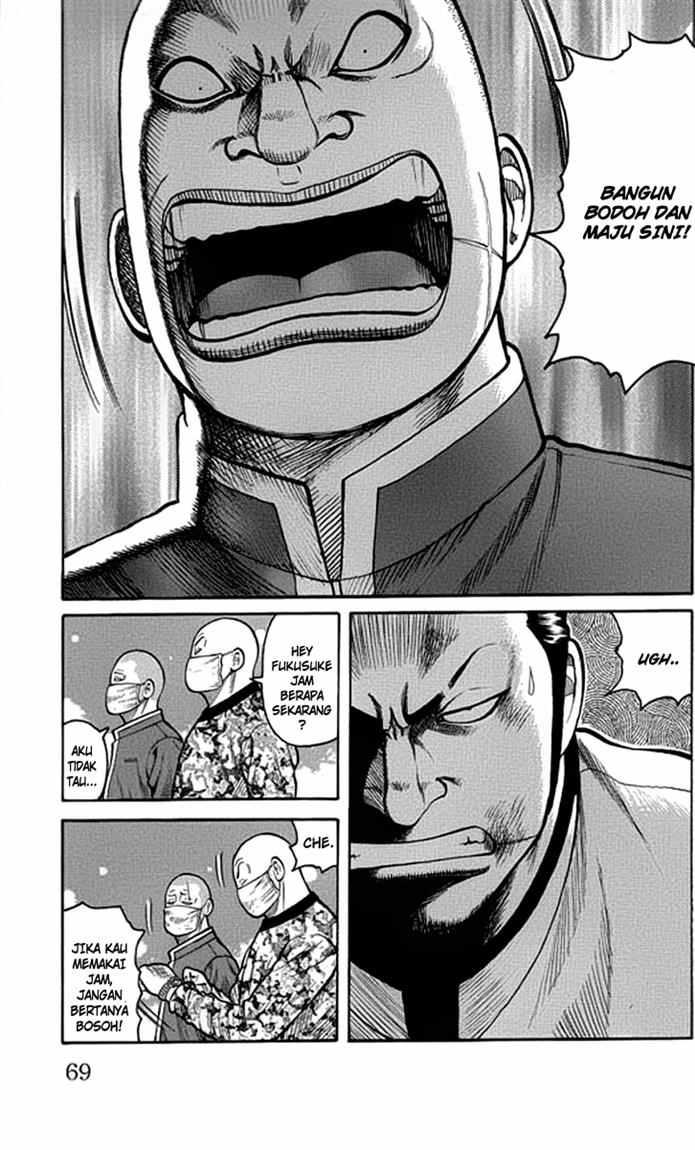 BANGUN
BODOH DAN
MAJU SINI!
UGH..
HEY
FUKUSUKE
JAM
BERAPA
SEKARANG
?
AKU
TIDAK
TAU...
CHE.
JIKA KAU
MEMAKAI
JAM,
JANGAN
BERTANYA
BOSOH!
69